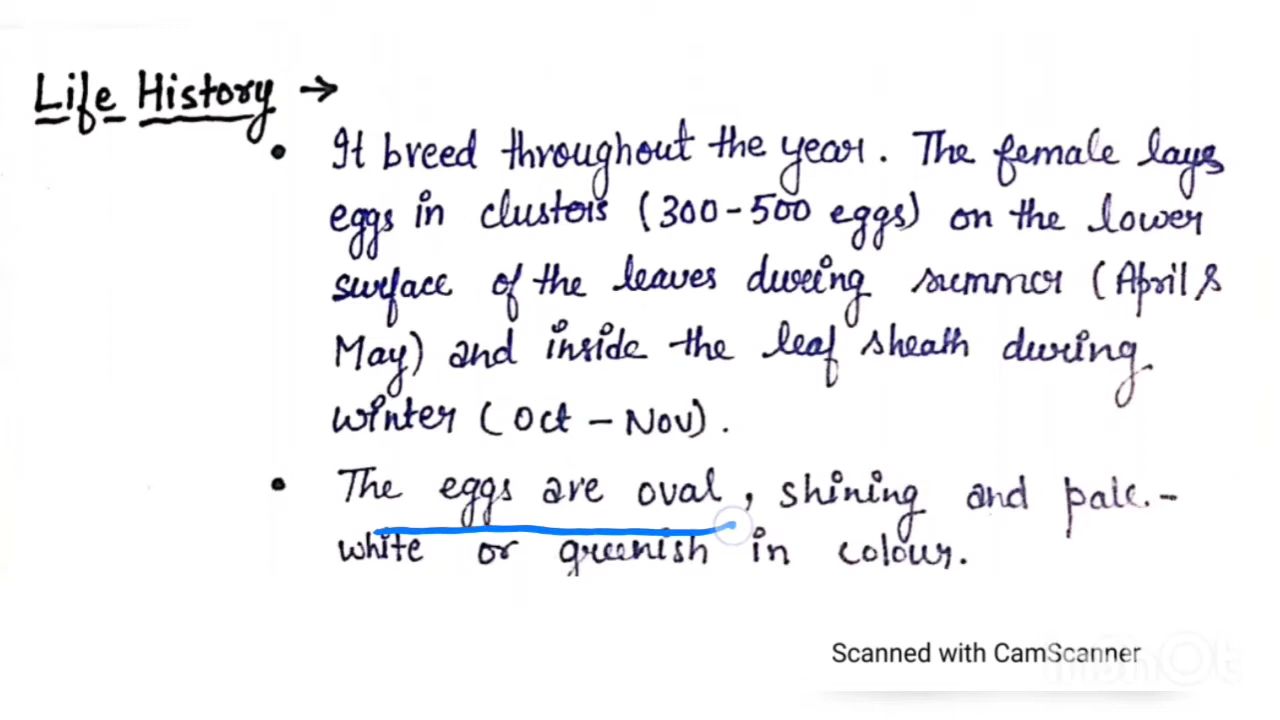 Life History →
• It breed throughout the year. The female lays
eggs in clusters (300-500 eggs) on the lower
surface of the leaves during summer (April &
May) and inside the leaf sheath during
winter (Oct - Nov).
• The eggs are oval, shining and pale-
white or greenish in colour.
Scanned with CamScanner